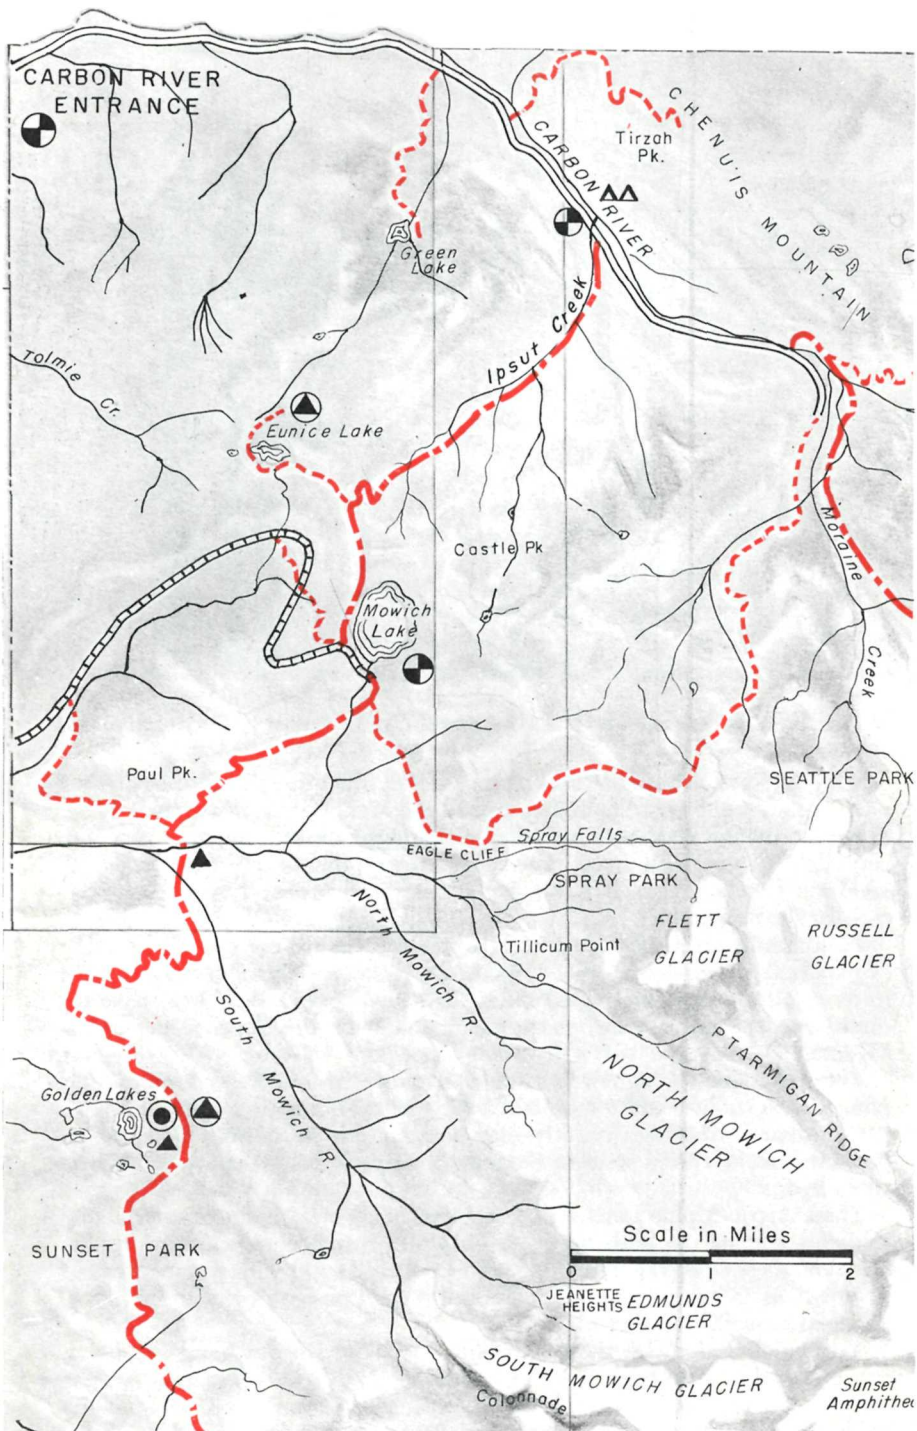 CARBON RIVER
ENTRANCE
CHENUIS MOUNTAIN
Tirzah
Pk.
CARBON RIVER
Green
Lake
Ipsut Creek
Tolmie Cr.
Eunice Lake
Castle Pk
Moraine Creek
Mowich
Lake
Paul Pk.
SEATTLE PARK
Spray Falls
EAGLE CLIFF
SPRAY PARK
North Mowich R.
FLETT
GLACIER
RUSSELL
GLACIER
Tillicum Point
South Mowich R.
PTARMIGAN RIDGE
NORTH MOWICH
GLACIER
Golden Lakes
SUNSET PARK
Scale in Miles
0 1 2
JEANETTE
HEIGHTS
EDMUNDS
GLACIER
SOUTH MOWICH GLACIER
Colonnade
Sunset
Amphithe